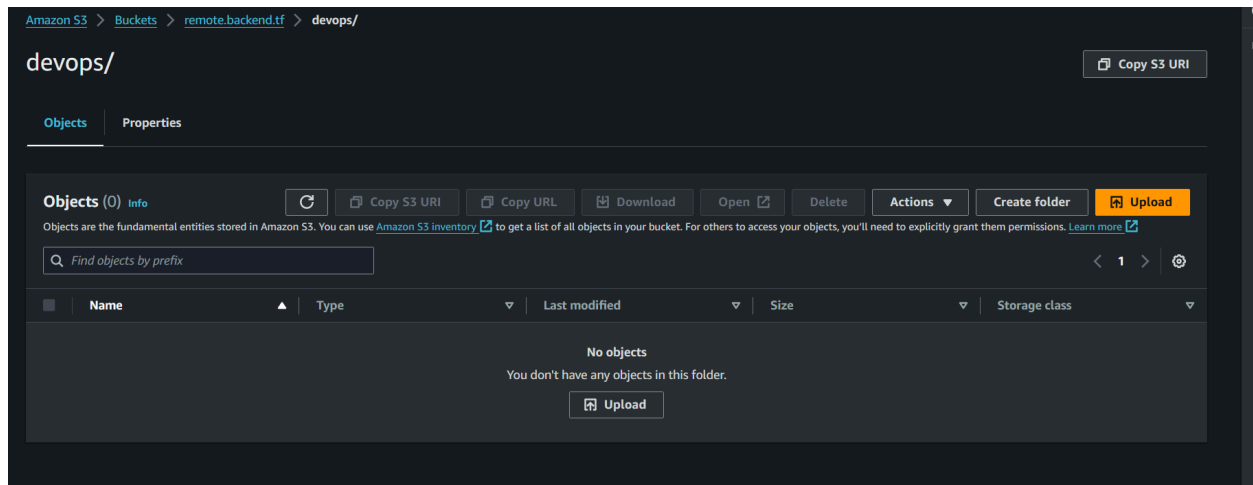 Amazon S3 > Buckets > remote.backend.tf > devops/
devops/
Copy S3 URI
Objects Properties
Objects (0) Info
Copy S3 URI Copy URL Download Open Delete Actions Create folder Upload
Objects are the fundamental entities stored in Amazon S3. You can use Amazon S3 inventory to get a list of all objects in your bucket. For others to access your objects, you'll need to explicitly grant them permissions. Learn more
Find objects by prefix
< 1 >
Name Type Last modified Size Storage class
No objects
You don't have any objects in this folder.
Upload